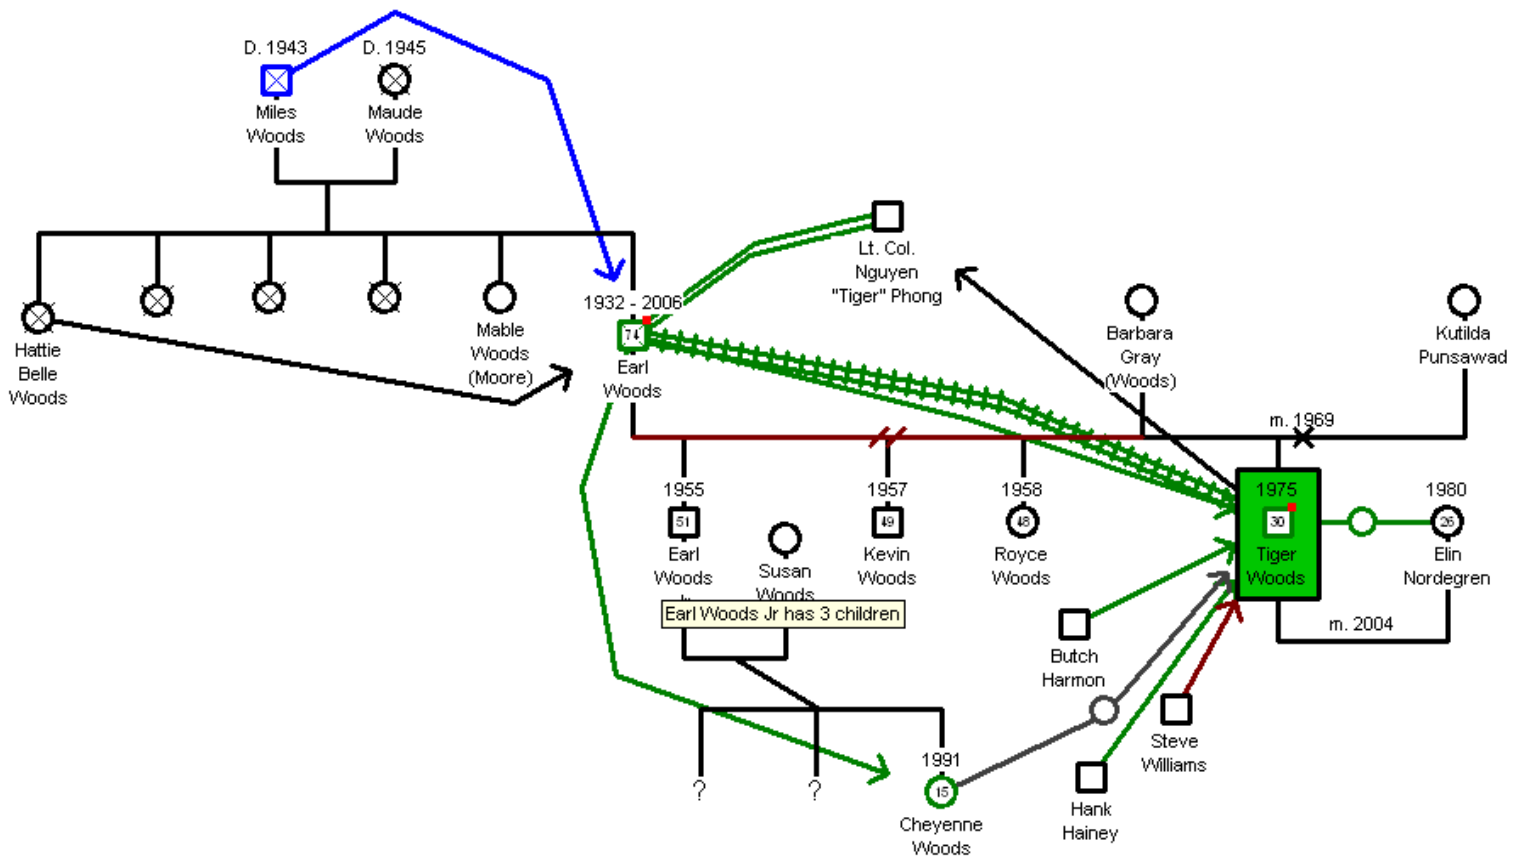 D. 1943
D. 1945
Miles
Woods
Maude
Woods
Lt. Col.
Nguyen
"Tiger" Phong
1932 - 2006
74
Earl
Woods
Hattie
Belle
Woods
Mable
Woods
(Moore)
Barbara
Gray
(Woods)
Kutilda
Punsawad
m. 1969
1955
51
Earl
Woods
Susan
Woods
1957
49
Kevin
Woods
1958
48
Royce
Woods
1975
30
Tiger
Woods
1980
26
Elin
Nordegren
Earl Woods Jr has 3 children
m. 2004
Butch
Harmon
Steve
Williams
Hank
Hainey
?
?
1991
15
Cheyenne
Woods